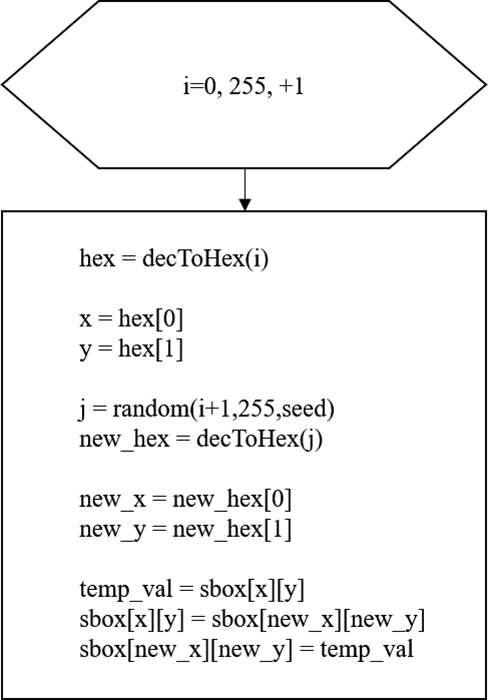 i=0, 255, +1
hex = decToHex(i)
x = hex[0]
y = hex[1]
j = random(i+1,255,seed)
new_hex = decToHex(j)
new_x = new_hex[0]
new_y = new_hex[1]
temp_val = sbox[x][y]
sbox[x][y] = sbox[new_x][new_y]
sbox[new_x][new_y] = temp_val